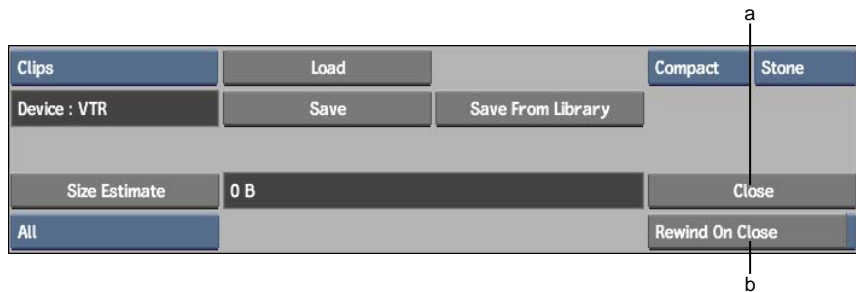 a
Clips Load Compact Stone
Device : VTR Save Save From Library
Size Estimate 0 B Close
All Rewind On Close
b